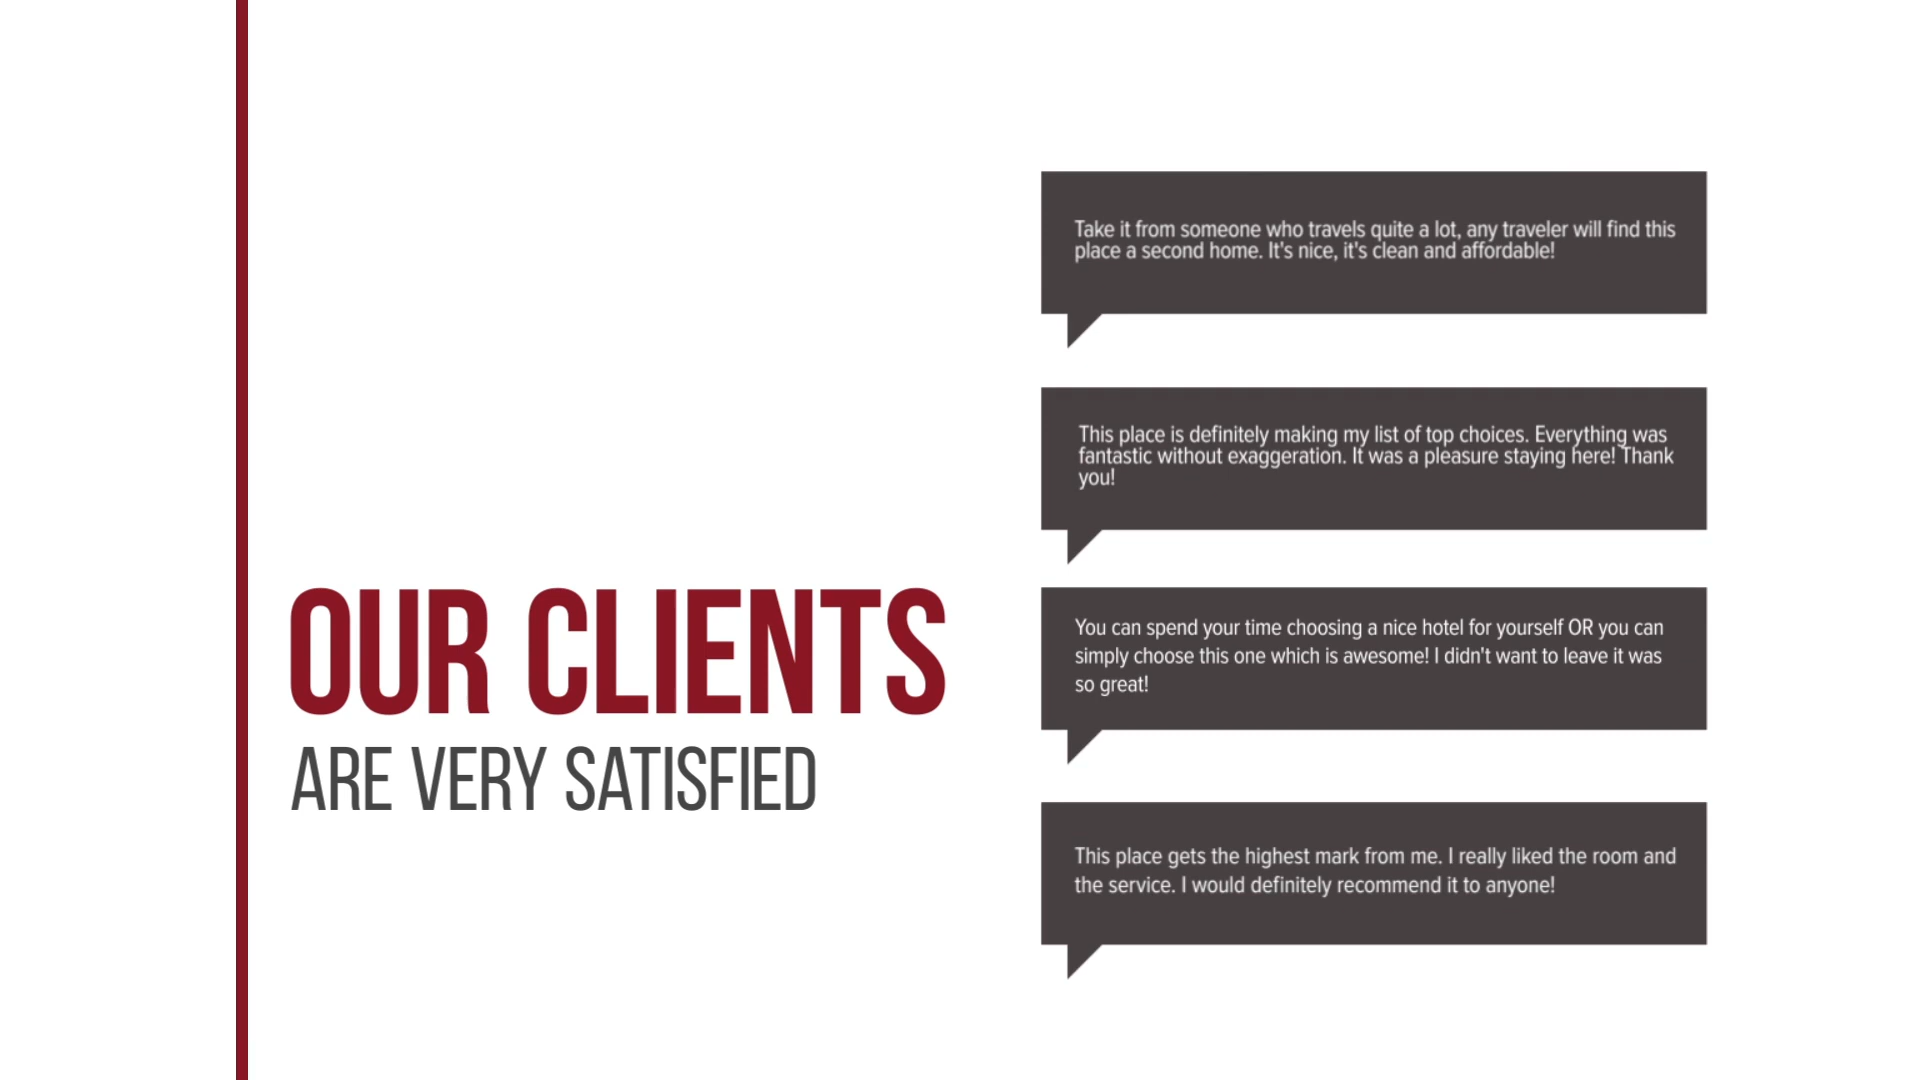 OUR CLIENTS
ARE VERY SATISFIED
Take it from someone who travels quite a lot, any traveler will find this
place a second home. It's nice, it's clean and affordable!
This place is definitely making my list of top choices. Everything was
fantastic without exaggeration. It was a pleasure staying here! Thank
you!
You can spend your time choosing a nice hotel for yourself OR you can
simply choose this one which is awesome! I didn't want to leave it was
so great!
This place gets the highest mark from me. I really liked the room and
the service. I would definitely recommend it to anyone!